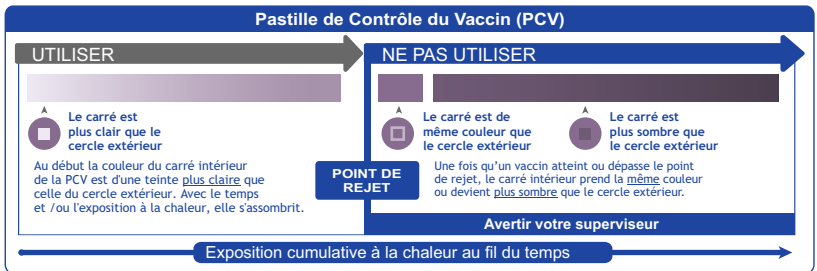 Pastille de Contrôle du Vaccin (PCV)
UTILISER
NE PAS UTILISER
Le carré est
plus clair que le
cercle extérieur
Le carré est de
même couleur que
le cercle extérieur
Le carré est
plus sombre que
le cercle extérieur
Au début la couleur du carré intérieur
de la PCV est d'une teinte plus claire que
celle du cercle extérieur. Avec le temps
et /ou l'exposition à la chaleur, elle s'assombrit.
POINT DE
REJET
Une fois qu'un vaccin atteint ou dépasse le point
de rejet, le carré intérieur prend la même couleur
ou devient plus sombre que le cercle extérieur.
Avertir votre superviseur
Exposition cumulative à la chaleur au fil du temps